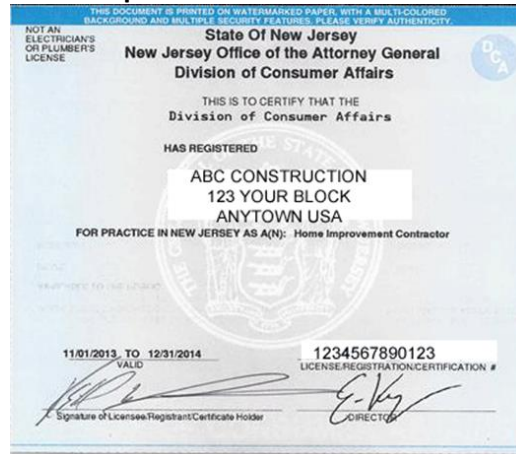 THIS DOCUMENT IS PRINTED ON WATERMARKED PAPER, WITH A MULTI-COLORED
BACKGROUND AND MULTIPLE SECURITY FEATURES. PLEASE VERIFY AUTHENTICITY.
NOT AN
ELECTRICIAN'S
OR PLUMBER'S
LICENSE
State Of New Jersey
New Jersey Office of the Attorney General
Division of Consumer Affairs
DCA
THIS IS TO CERTIFY THAT THE
Division of Consumer Affairs
HAS REGISTERED
ABC CONSTRUCTION
123 YOUR BLOCK
ANYTOWN USA
FOR PRACTICE IN NEW JERSEY AS A(N): Home Improvement Contractor
11/01/2013 TO 12/31/2014
VALID
1234567890123
LICENSE/REGISTRATION/CERTIFICATION #
Signature of Licensee/Registrant/Certificate Holder
DIRECTOR